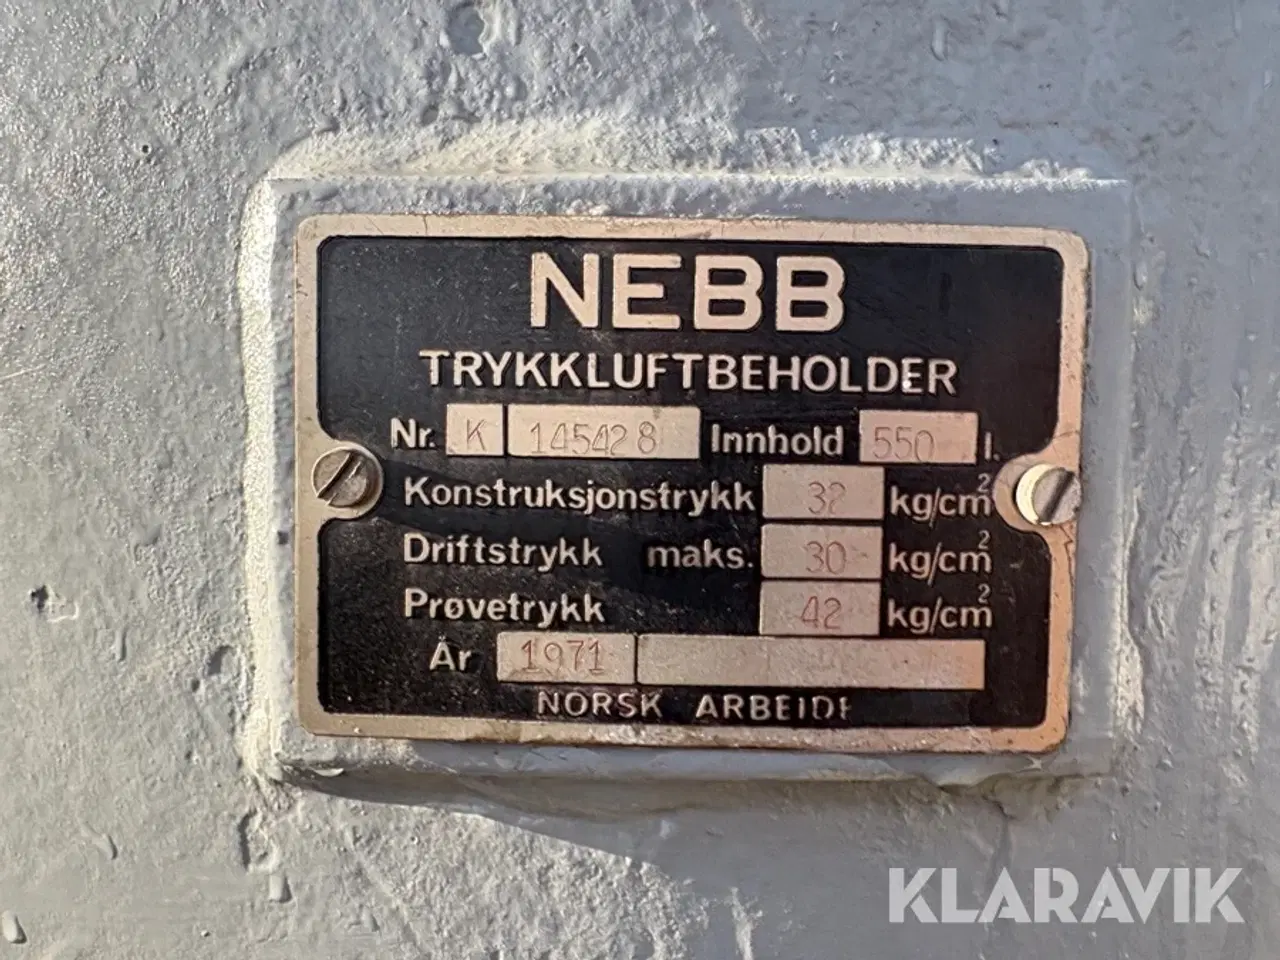 NEBB
TRYKKLUFTBEHOLDER
Nr. K 145428 Innhold 550 l.
Konstruksjonstrykk 32 kg/cm²
Driftstrykk maks. 30 kg/cm²
Prøvetrykk 42 kg/cm²
År 1971
NORSK ARBEIDE
KLARAVIK